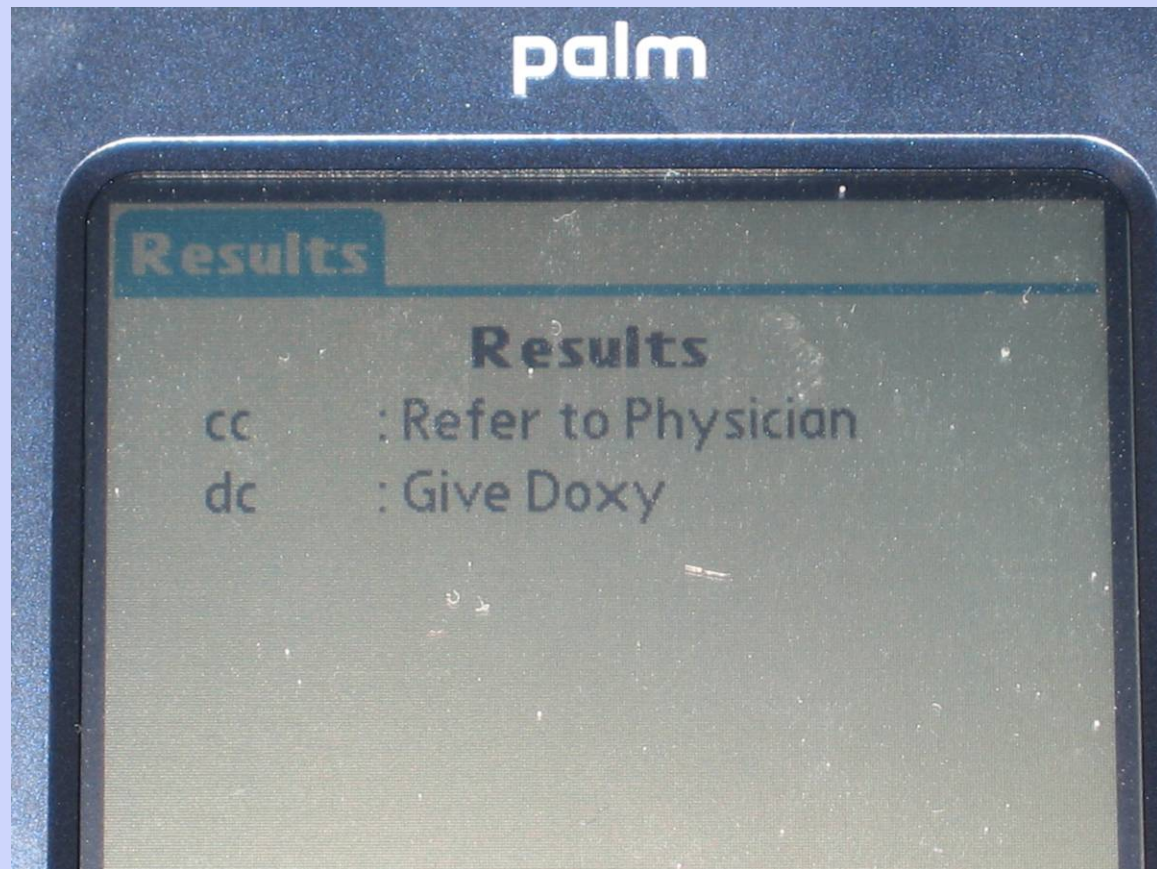 palm
Results
Results
cc : Refer to Physician
dc : Give Doxy